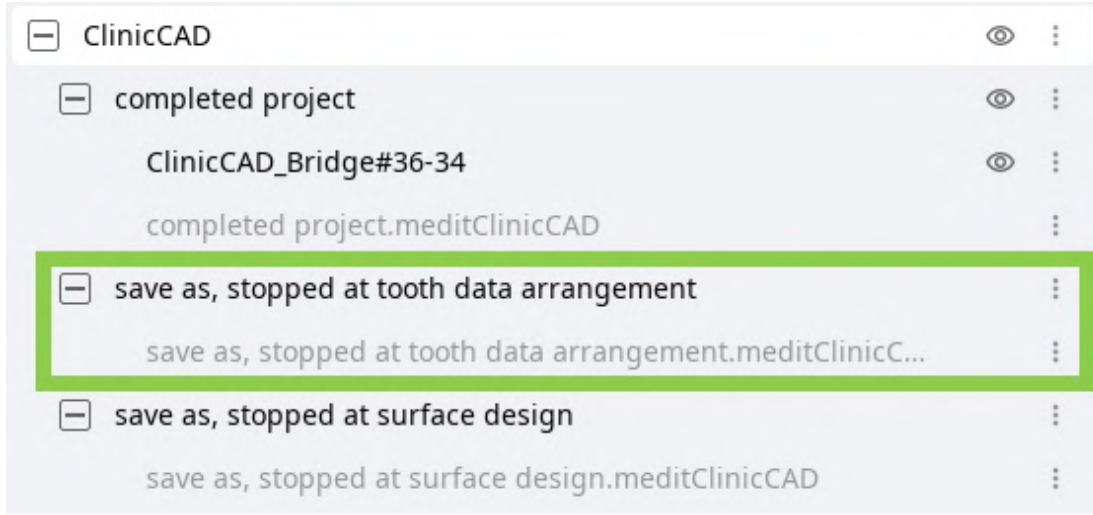 ClinicCAD
completed project
ClinicCAD_Bridge#36-34
completed project.meditClinicCAD
save as, stopped at tooth data arrangement
save as, stopped at tooth data arrangement.meditClinicC...
save as, stopped at surface design
save as, stopped at surface design.meditClinicCAD